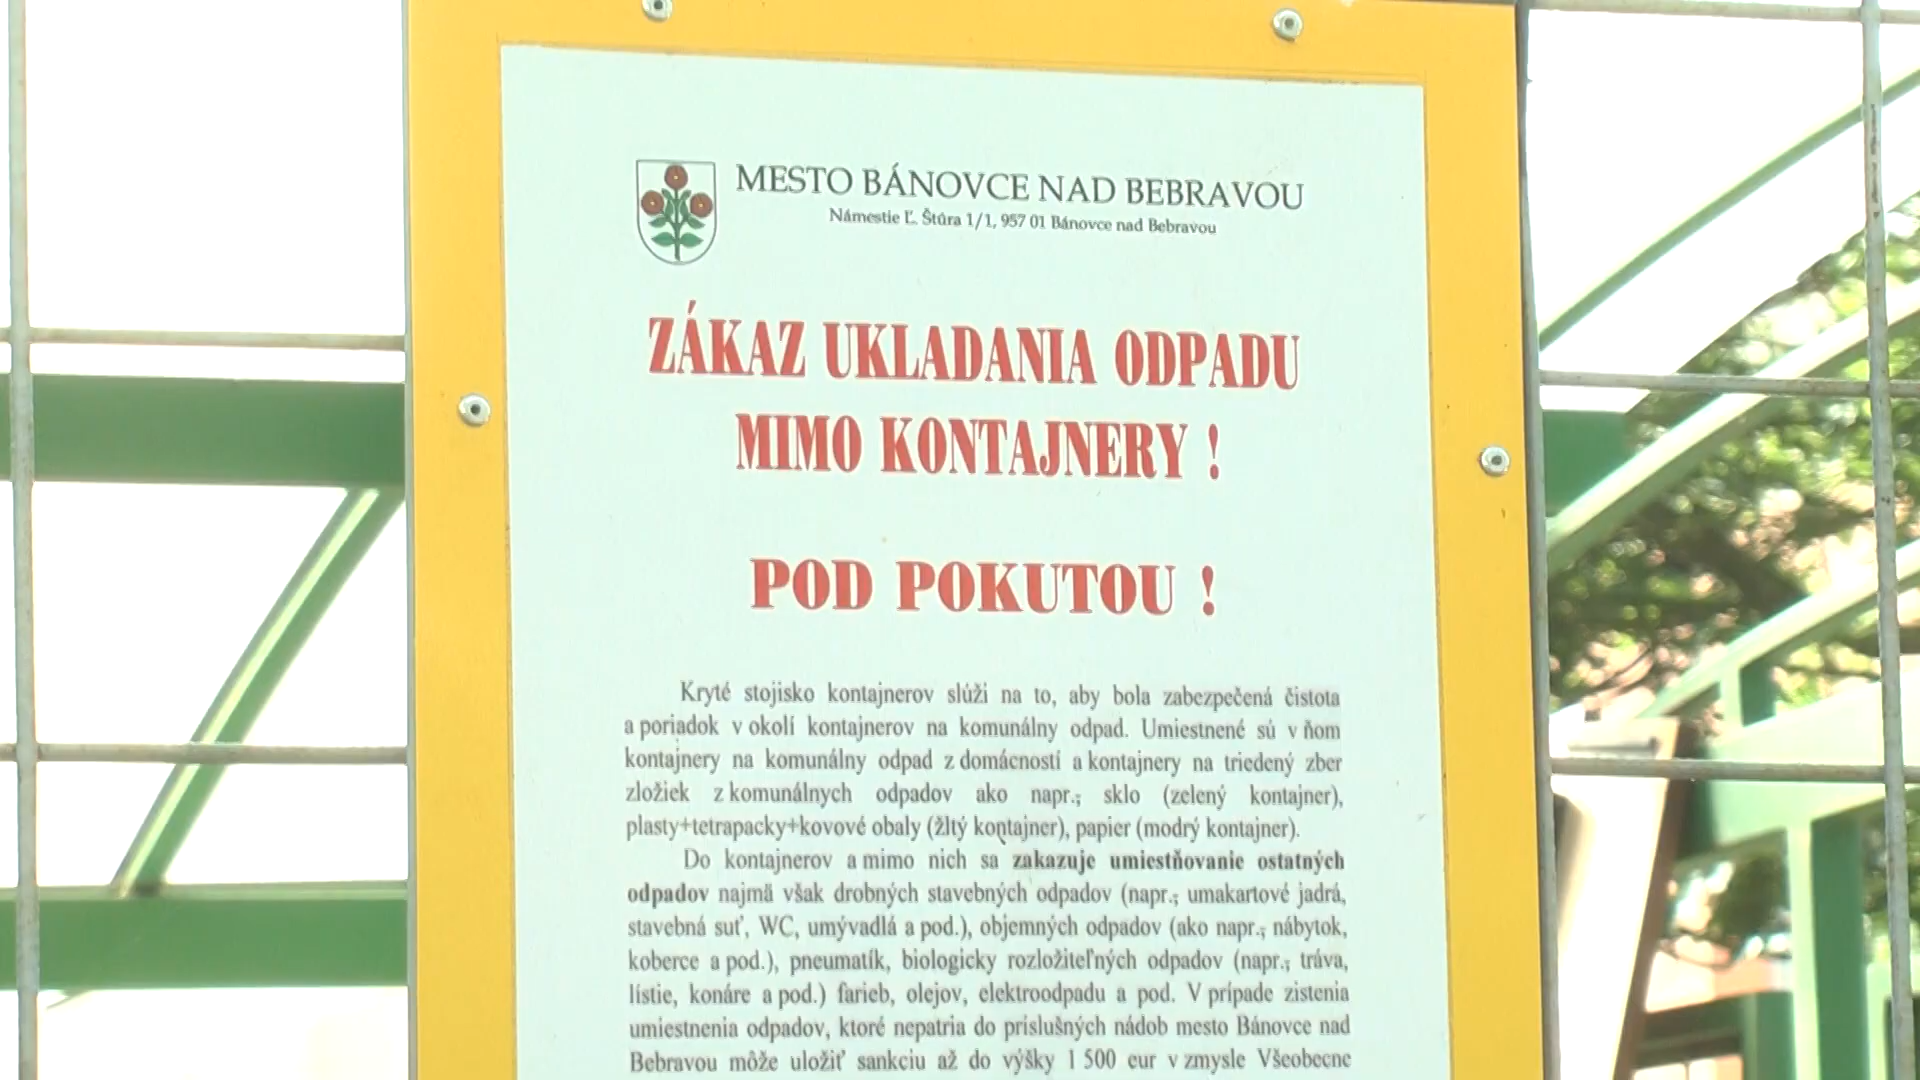 MESTO BÁNOVCE NAD BEBRAVOU
Námestie Ľ. Štúra 1/1, 957 01 Bánovce nad Bebravou
ZÁKAZ UKLADANIA ODPADU
MIMO KONTAJNERY !
POD POKUTOU !
Kryté stojisko kontajnerov slúži na to, aby bola zabezpečená čistota
a poriadok v okolí kontajnerov na komunálny odpad. Umiestnené sú v ňom
kontajnery na komunálny odpad z domácností a kontajnery na triedený zber
zložiek z komunálnych odpadov ako napr.; sklo (zelený kontajner),
plasty+tetrapacky+kovové obaly (žltý kontajner), papier (modrý kontajner).
Do kontajnerov a mimo nich sa zakazuje umiestňovanie ostatných
odpadov najmä však drobných stavebných odpadov (napr.; umakartové jadrá,
stavebná suť, WC, umývadlá a pod.), objemných odpadov (ako napr.; nábytok,
koberce a pod.), pneumatík, biologicky rozložiteľných odpadov (napr.; tráva,
lístie, konáre a pod.) farieb, olejov, elektroodpadu a pod. V prípade zistenia
umiestnenia odpadov, ktoré nepatria do príslušných nádob mesto Bánovce nad
Bebravou môže uložiť sankciu až do výšky 1 500 eur v zmysle Všeobecne